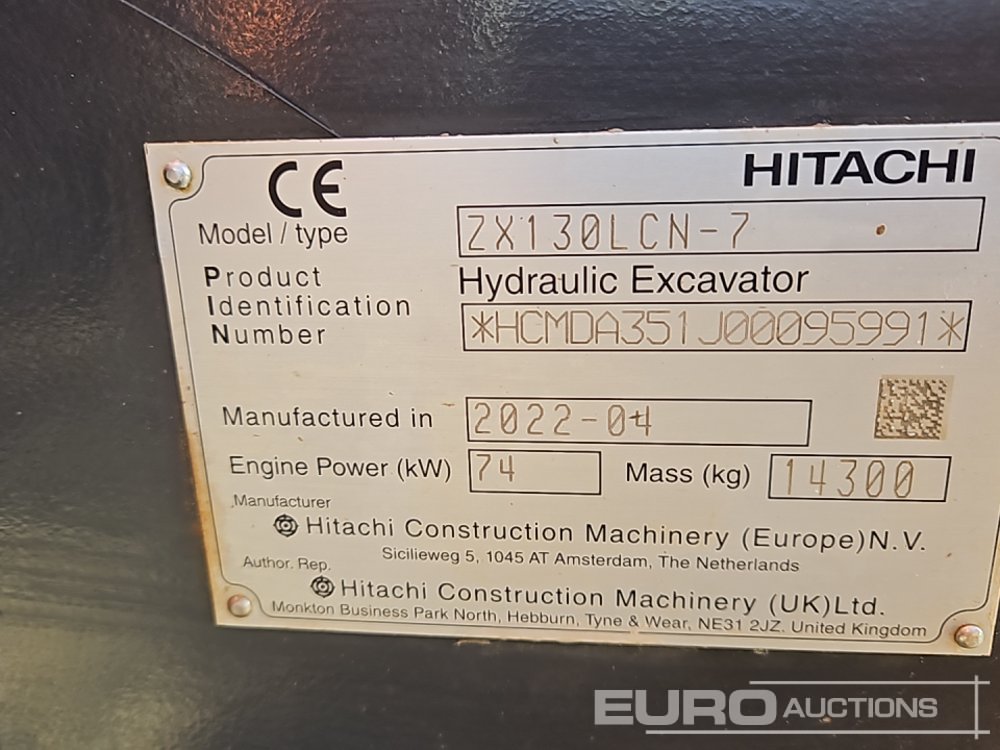 CE HITACHI
Model / type ZX130LCN-7
Product Hydraulic Excavator
Identification
Number *HCMDA351J00095991*
Manufactured in 2022-04
Engine Power (kW) 74 Mass (kg) 14300
Manufacturer
Hitachi Construction Machinery (Europe) N.V.
Sicilieweg 5, 1045 AT Amsterdam, The Netherlands
Author. Rep.
Hitachi Construction Machinery (UK) Ltd.
Monkton Business Park North, Hebburn, Tyne & Wear, NE31 2JZ. United Kingdom
EURO AUCTIONS